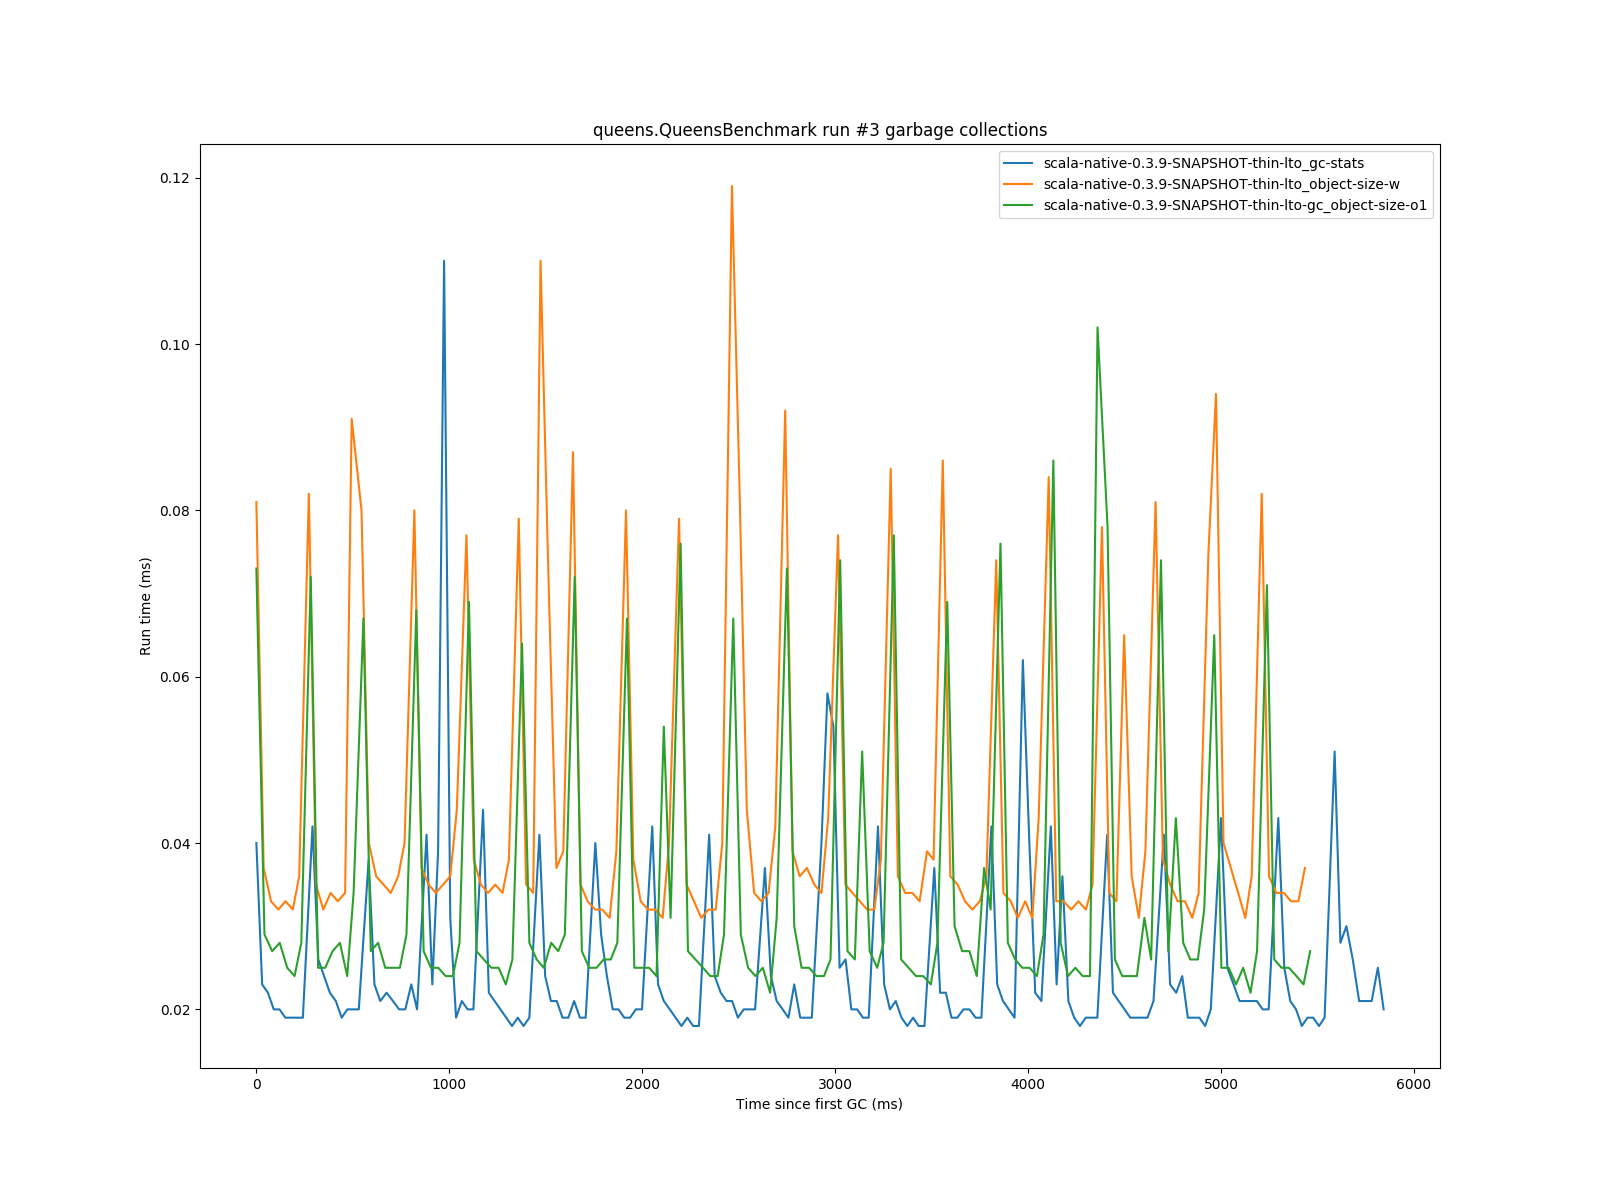 queens.QueensBenchmark run #3 garbage collections
scala-native-0.3.9-SNAPSHOT-thin-lto_gc-stats
scala-native-0.3.9-SNAPSHOT-thin-lto_object-size-w
scala-native-0.3.9-SNAPSHOT-thin-lto-gc_object-size-o1
0.12
0.10
0.08
0.06
0.04
0.02
Run time (ms)
0 1000 2000 3000 4000 5000 6000
Time since first GC (ms)